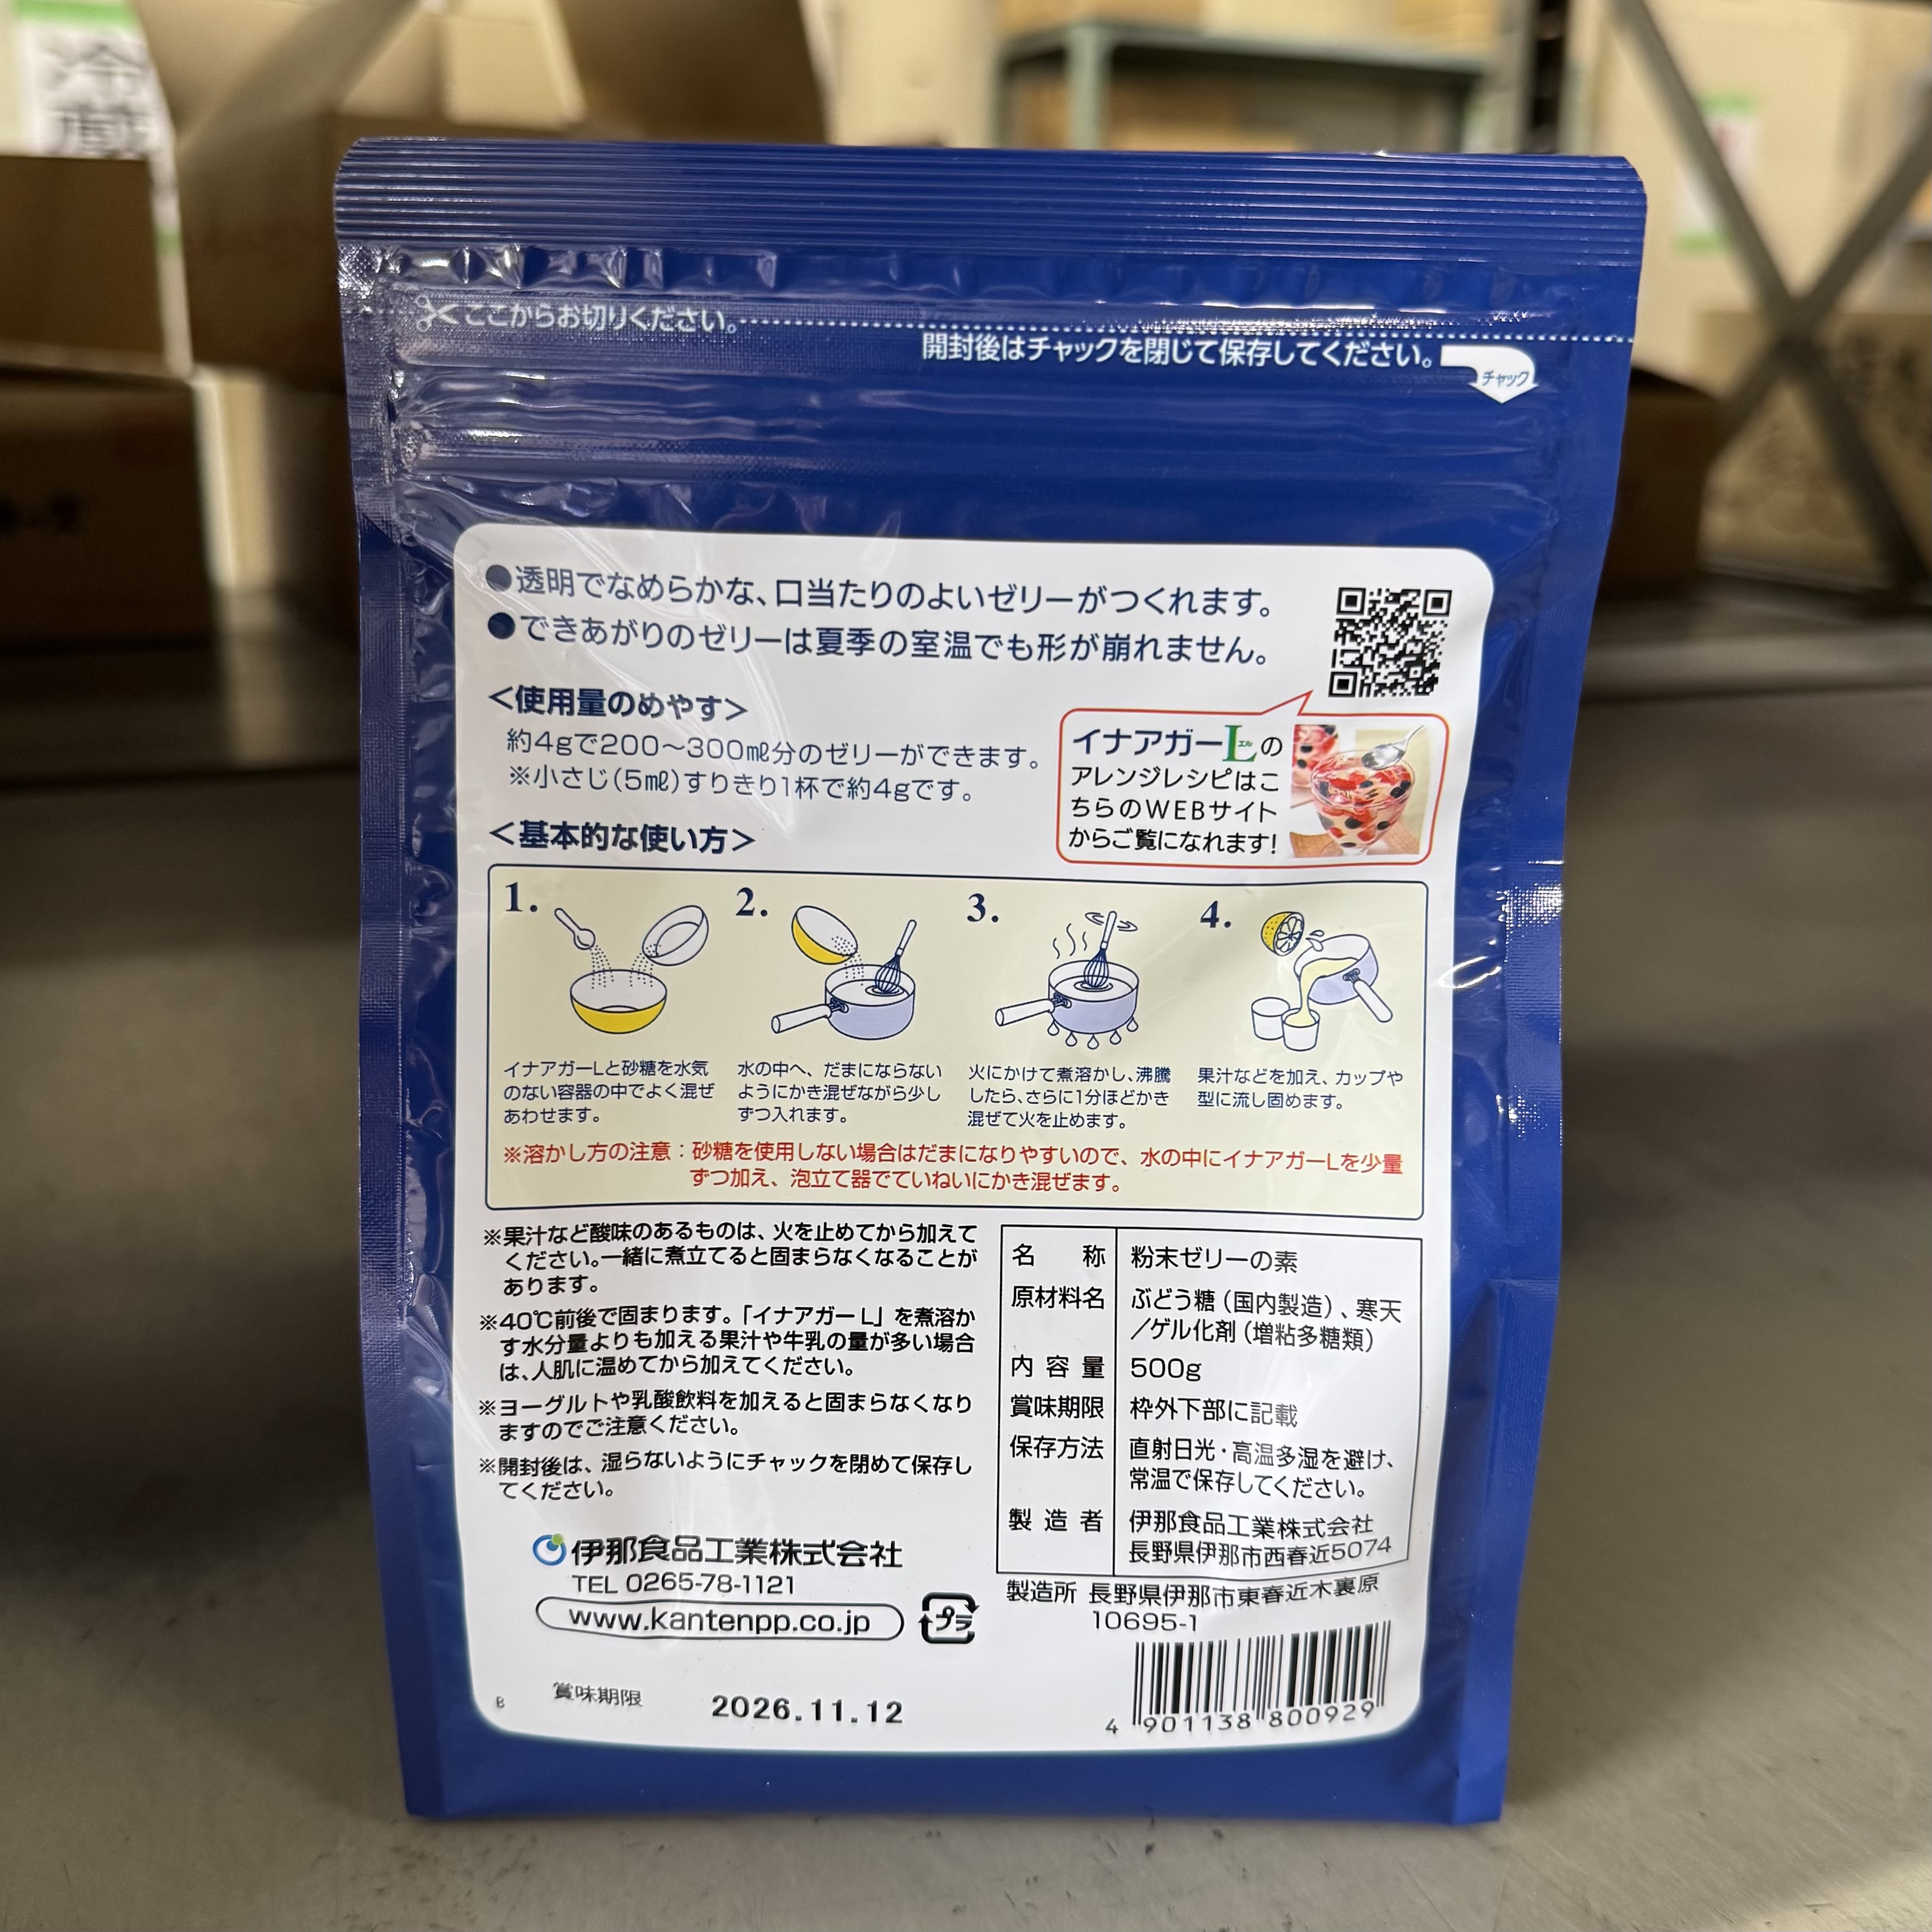 冷
蔵
ここからお切りください。
開封後はチャックを閉じて保存してください。
チャック
●透明でなめらかな、口当たりのよいゼリーがつくれます。
●できあがりのゼリーは夏季の室温でも形が崩れません。
＜使用量のめやす＞
約4gで200〜300㎖分のゼリーができます。
※小さじ(5㎖)すりきり1杯で約4gです。
イナアガーLエルの
アレンジレシピはこ
ちらのWEBサイト
からご覧になれます!
＜基本的な使い方＞
1.
イナアガーLと砂糖を水気
のない容器の中でよく混ぜ
あわせます。
2.
水の中へ、だまにならない
ようにかき混ぜながら少し
ずつ入れます。
3.
火にかけて煮溶かし、沸騰
したら、さらに1分ほどかき
混ぜて火を止めます。
4.
果汁などを加え、カップや
型に流し固めます。
※溶かし方の注意：砂糖を使用しない場合はだまになりやすいので、水の中にイナアガーLを少量
ずつ加え、泡立て器でていねいにかき混ぜます。
※果汁など酸味のあるものは、火を止めてから加えて
ください。一緒に煮立てると固まらなくなることが
あります。
※40℃前後で固まります。「イナアガー L」を煮溶か
す水分量よりも加える果汁や牛乳の量が多い場合
は、人肌に温めてから加えてください。
※ヨーグルトや乳酸飲料を加えると固まらなくなり
ますのでご注意ください。
※開封後は、湿らないようにチャックを閉めて保存し
てください。
伊那食品工業株式会社
TEL 0265-78-1121
www.kantenpp.co.jp
プラ
名 称 粉末ゼリーの素
原材料名 ぶどう糖（国内製造）、寒天
／ゲル化剤（増粘多糖類）
内容量 500g
賞味期限 枠外下部に記載
保存方法 直射日光・高温多湿を避け、
常温で保存してください。
製造者 伊那食品工業株式会社
長野県伊那市西春近5074
製造所 長野県伊那市東春近木裏原
10695-1
B 賞味期限 2026.11.12
4 901138 800929